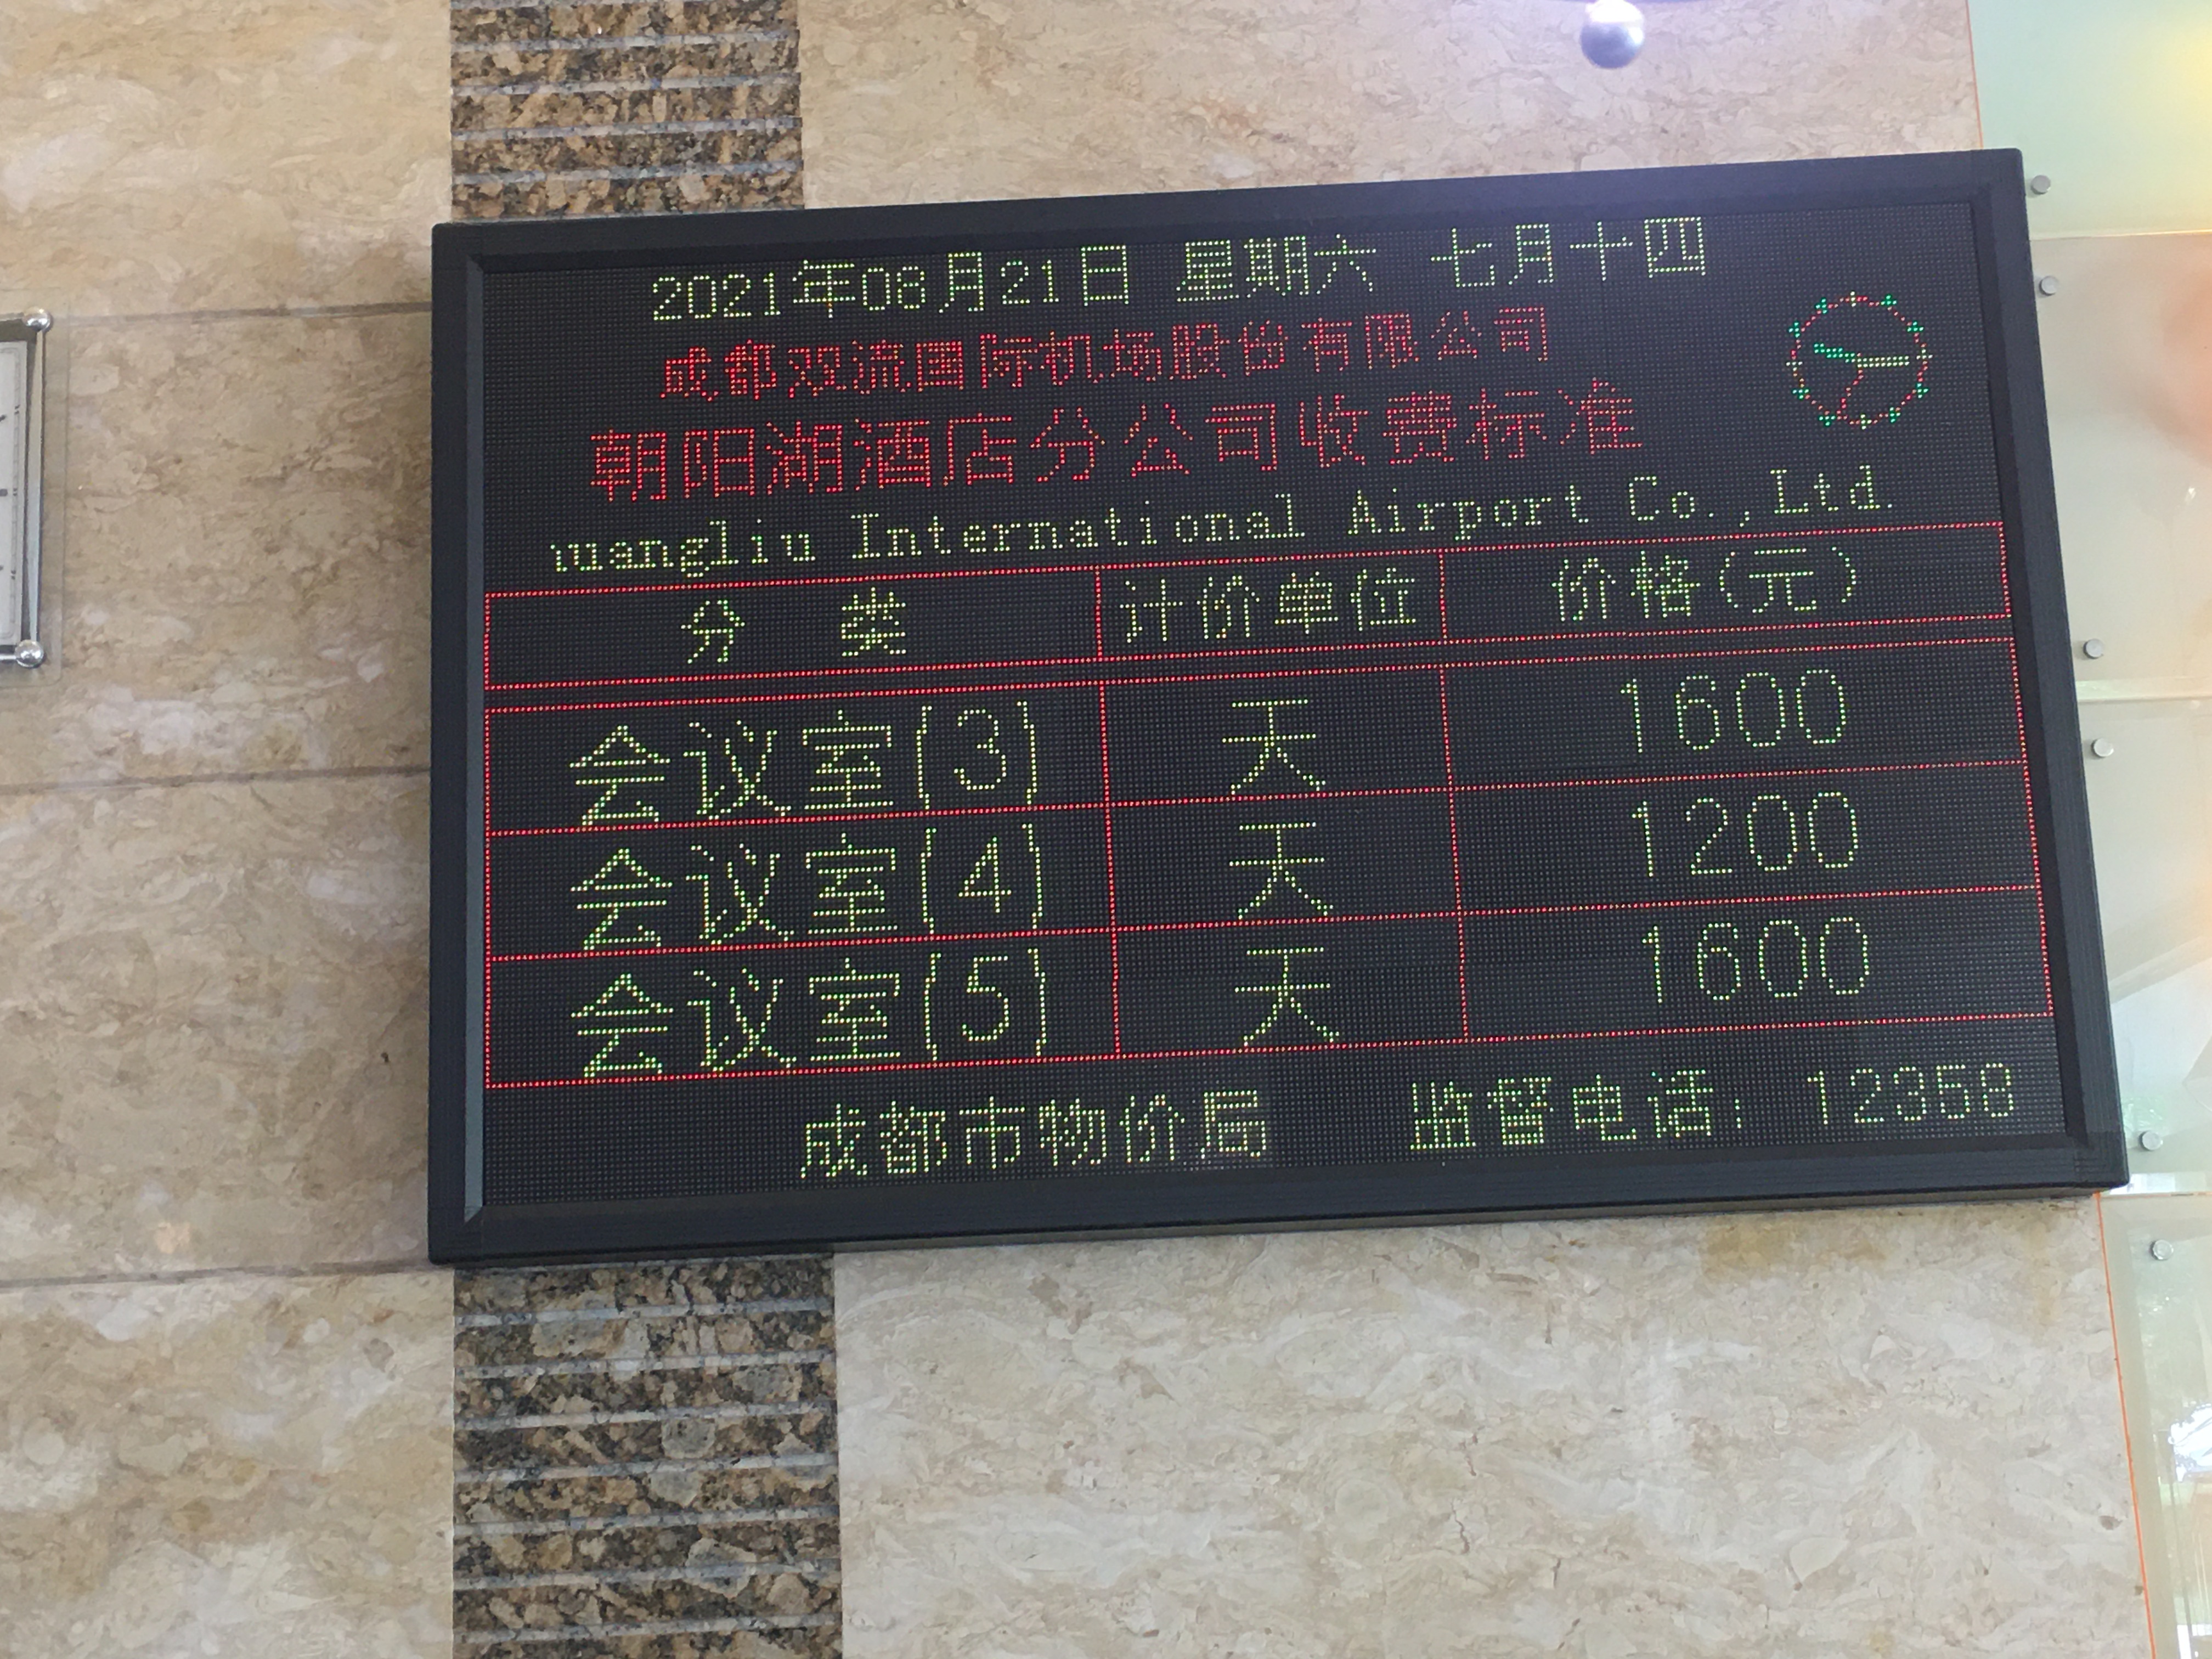 2021年08月21日 星期六 七月十四
成都双流国际机场股份有限公司
朝阳湖酒店分公司收费标准
uangliu International Airport Co.,Ltd.
分 类 计价单位 价格(元)
会议室(3) 天 1600
会议室(4) 天 1200
会议室(5) 天 1600
成都市物价局 监督电话: 12358